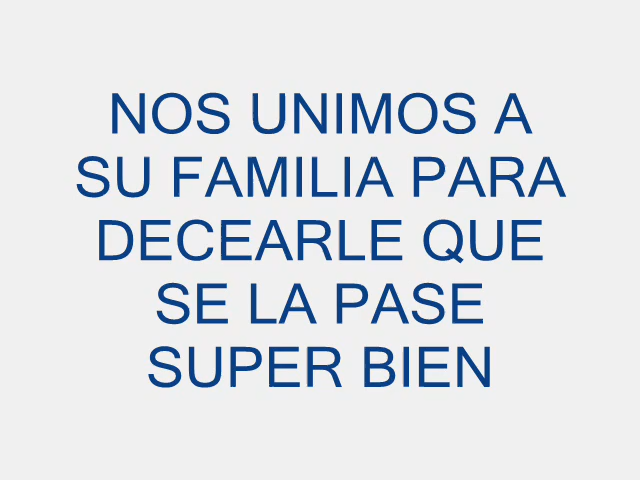 NOS UNIMOS A
SU FAMILIA PARA
DECEARLE QUE
SE LA PASE
SUPER BIEN